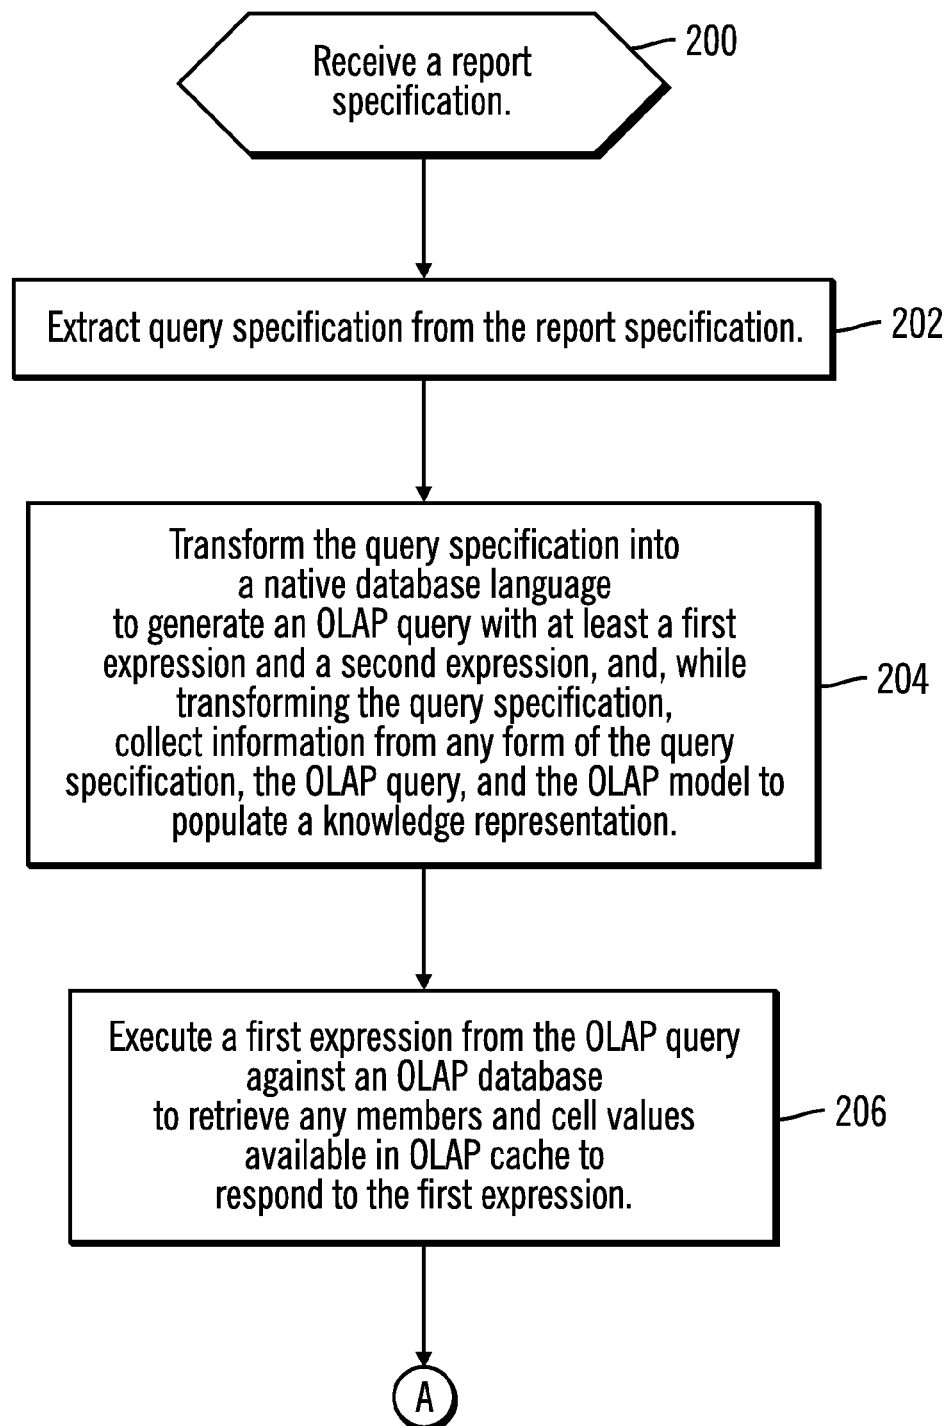 Receive a report
specification.
200
Extract query specification from the report specification.
202
Transform the query specification into
a native database language
to generate an OLAP query with at least a first
expression and a second expression, and, while
transforming the query specification,
collect information from any form of the query
specification, the OLAP query, and the OLAP model to
populate a knowledge representation.
204
Execute a first expression from the OLAP query
against an OLAP database
to retrieve any members and cell values
available in OLAP cache to
respond to the first expression.
206
A